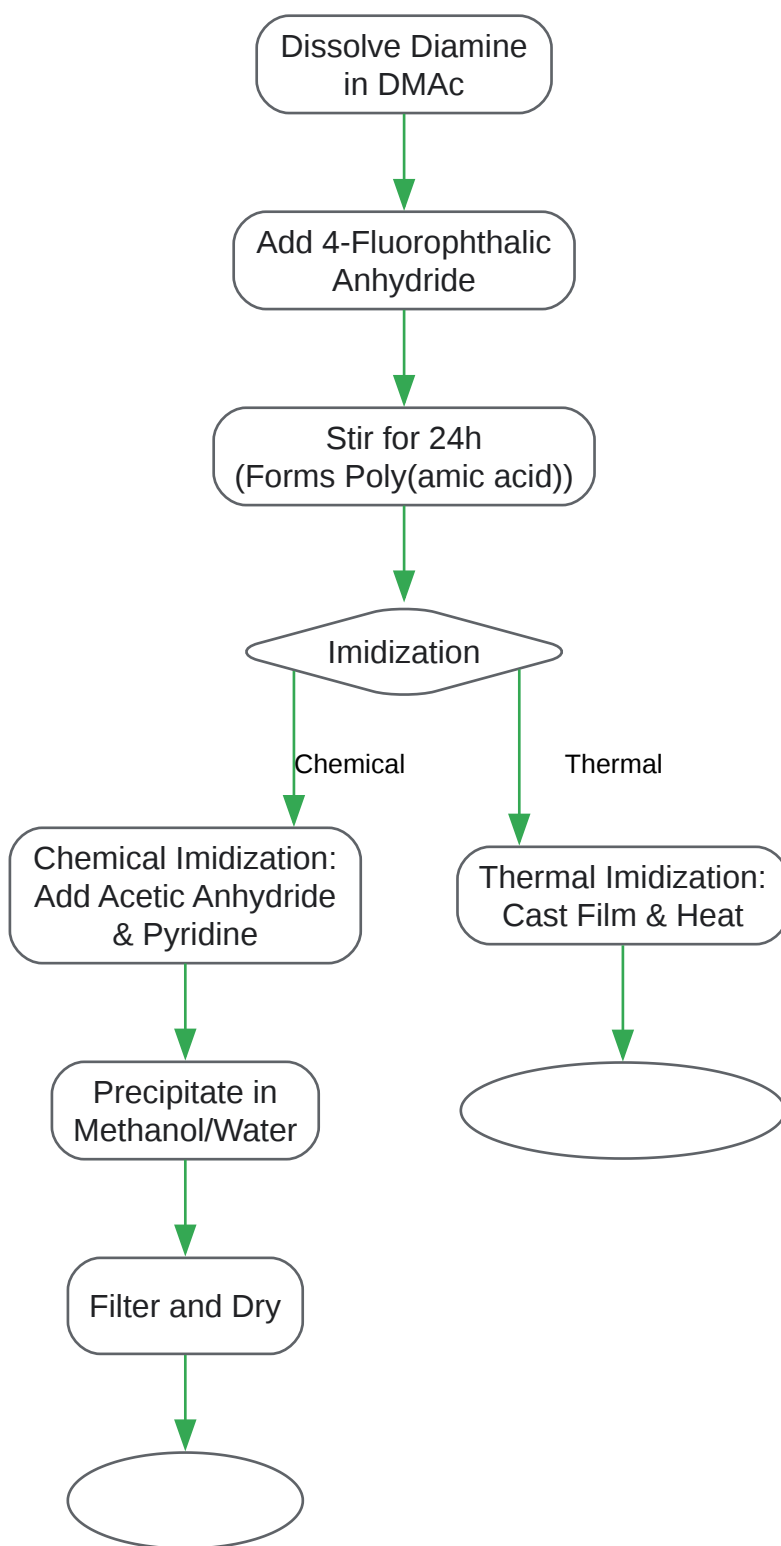 Dissolve Diamine
in DMAc
Add 4-Fluorophthalic
Anhydride
Stir for 24h
(Forms Poly(amic acid))
Imidization
Chemical
Thermal
Chemical Imidization:
Add Acetic Anhydride
& Pyridine
Thermal Imidization:
Cast Film & Heat
Precipitate in
Methanol/Water
Filter and Dry